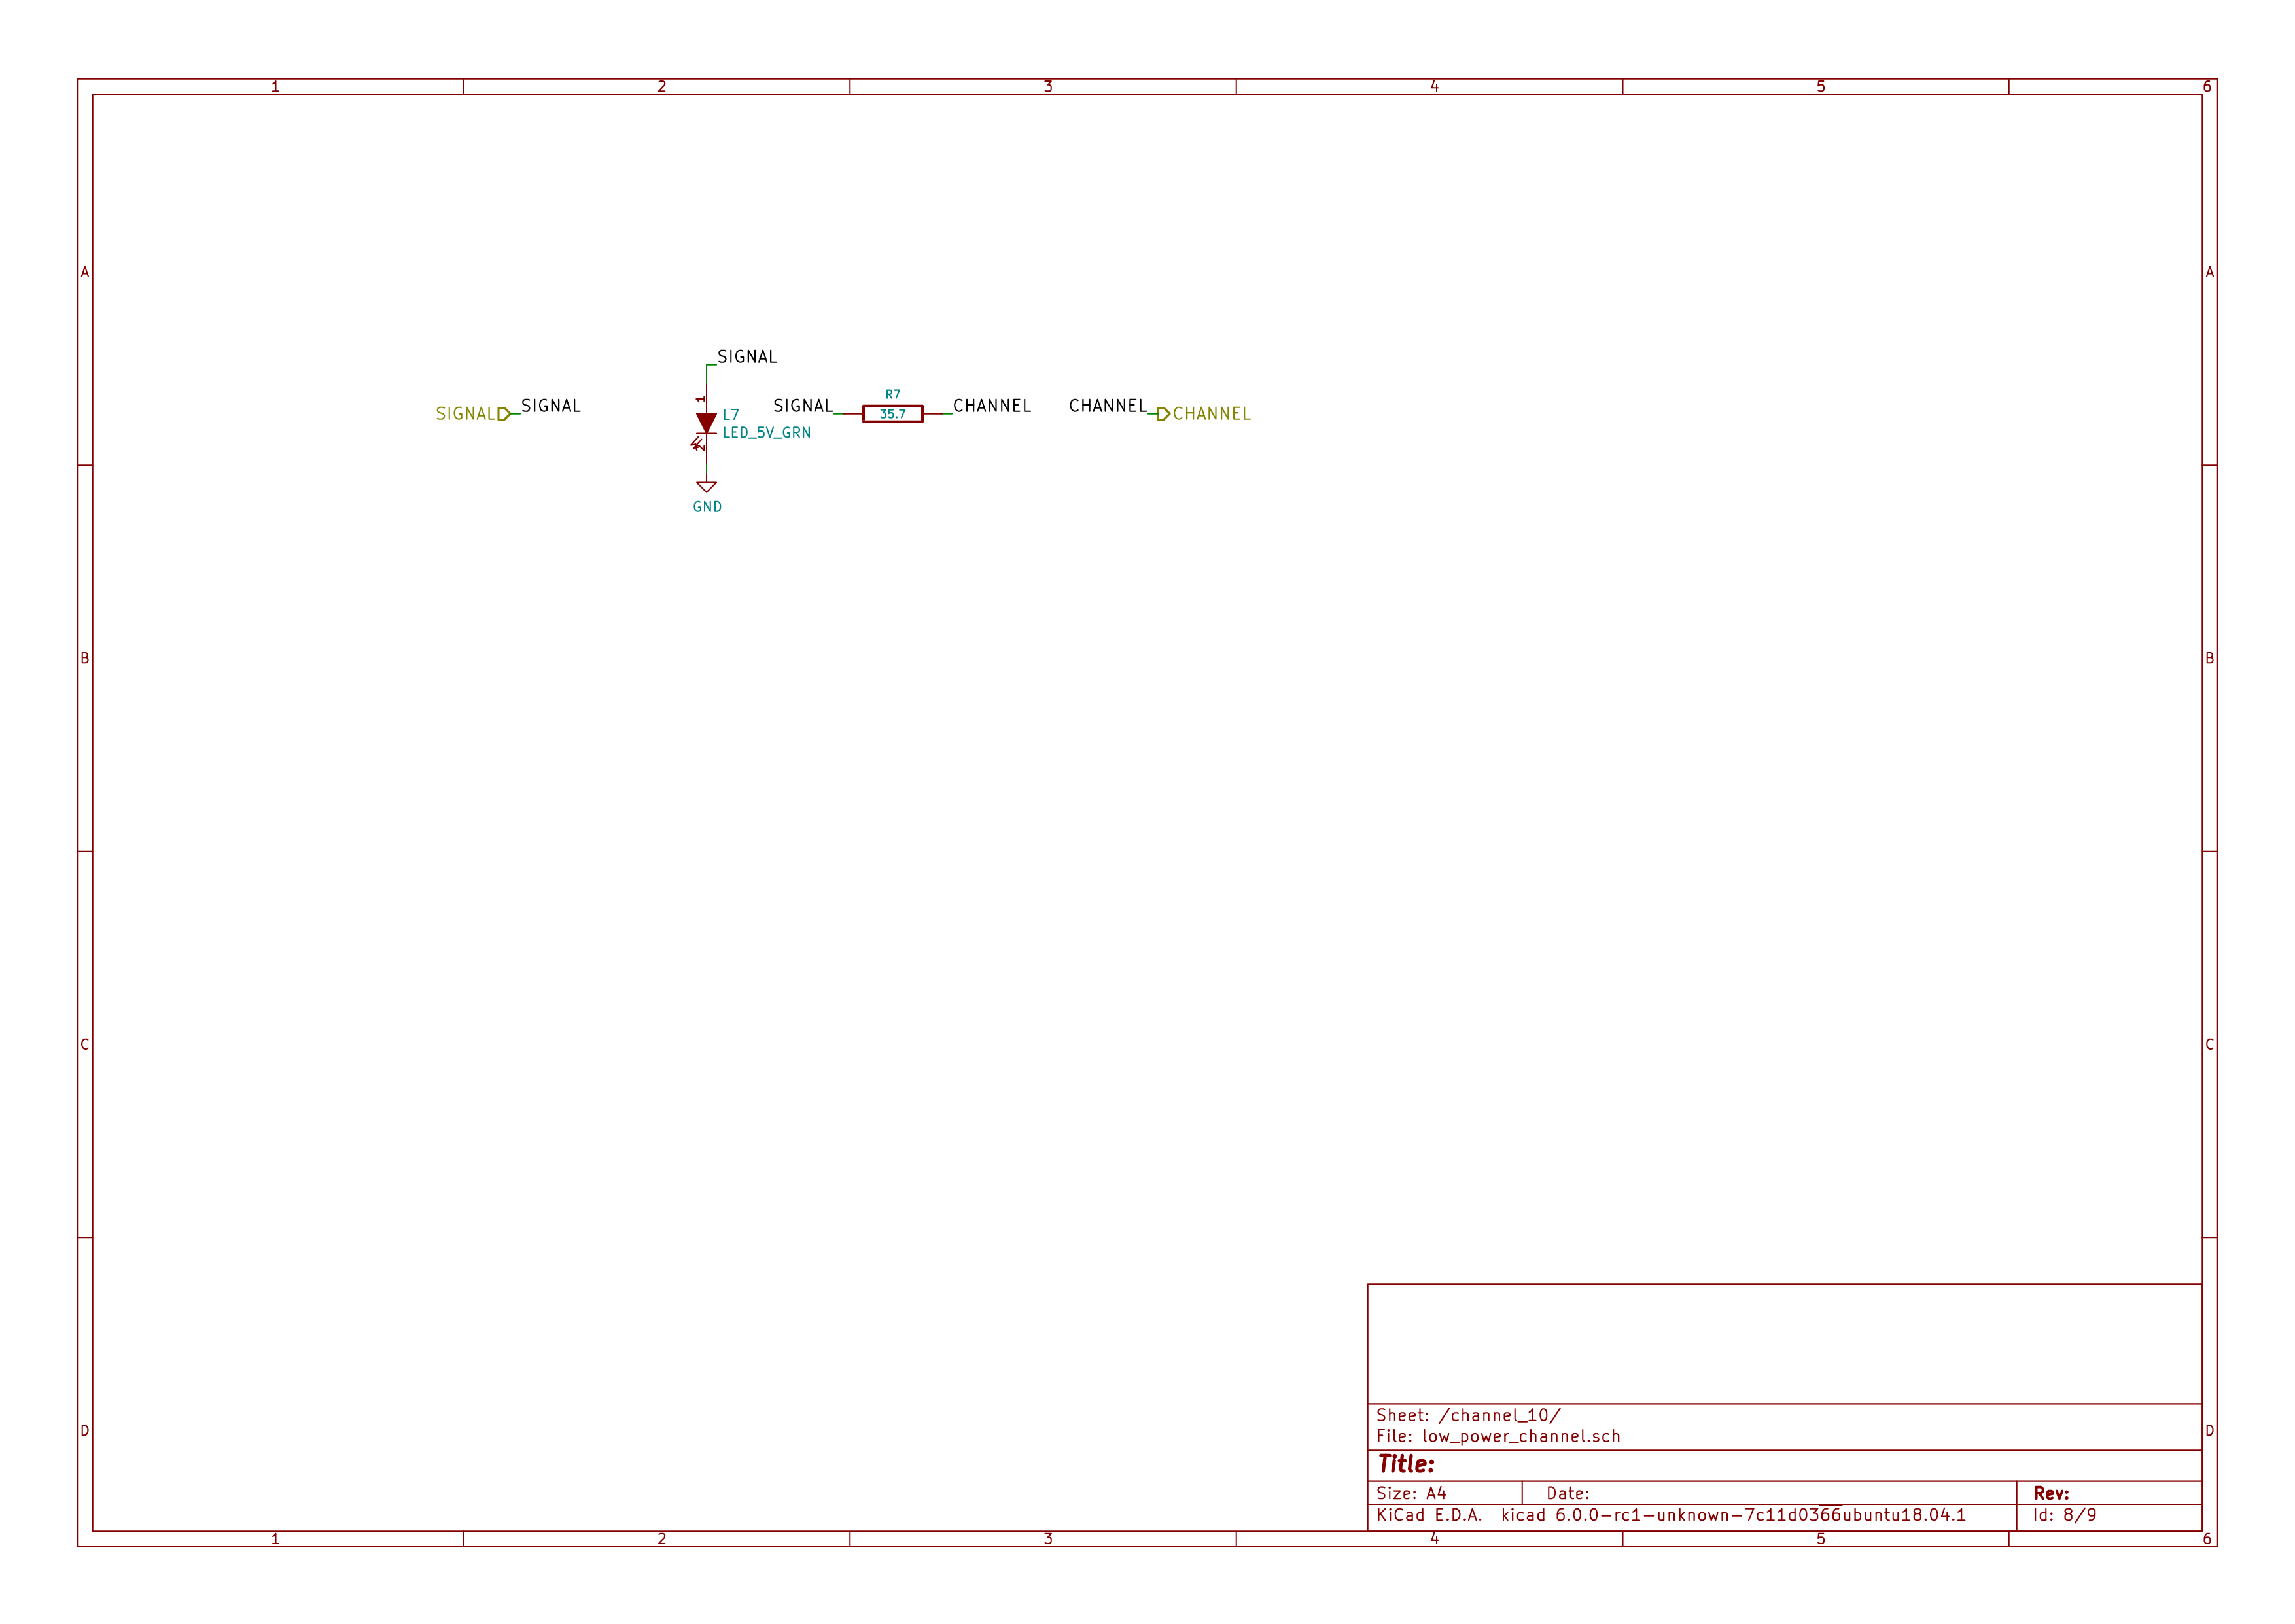 1 2 3 4 5 6
A A
SIGNAL
SIGNAL SIGNAL
1
L7
LED_5V_GRN
2
GND
SIGNAL R7 CHANNEL
35.7
CHANNEL CHANNEL
B B
C C
D D
Sheet: /channel_10/
File: low_power_channel.sch
Title:
Size: A4 Date: Rev:
KiCad E.D.A. kicad 6.0.0-rc1-unknown-7c11d0366ubuntu18.04.1 Id: 8/9
1 2 3 4 5 6